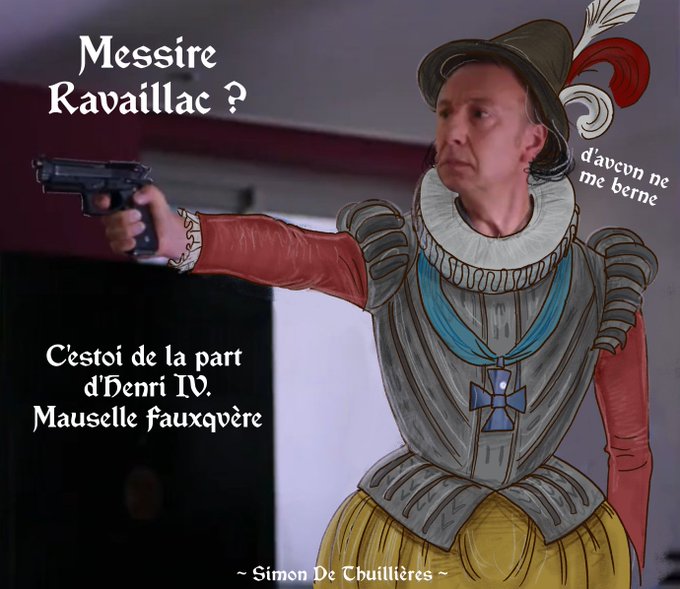 Messire
Ravaillac ?
d'avcvn ne
me berne
C'estoi de la part
d'Henri IV.
Mauselle Fauxqvère
~ Simon De Thuillières ~